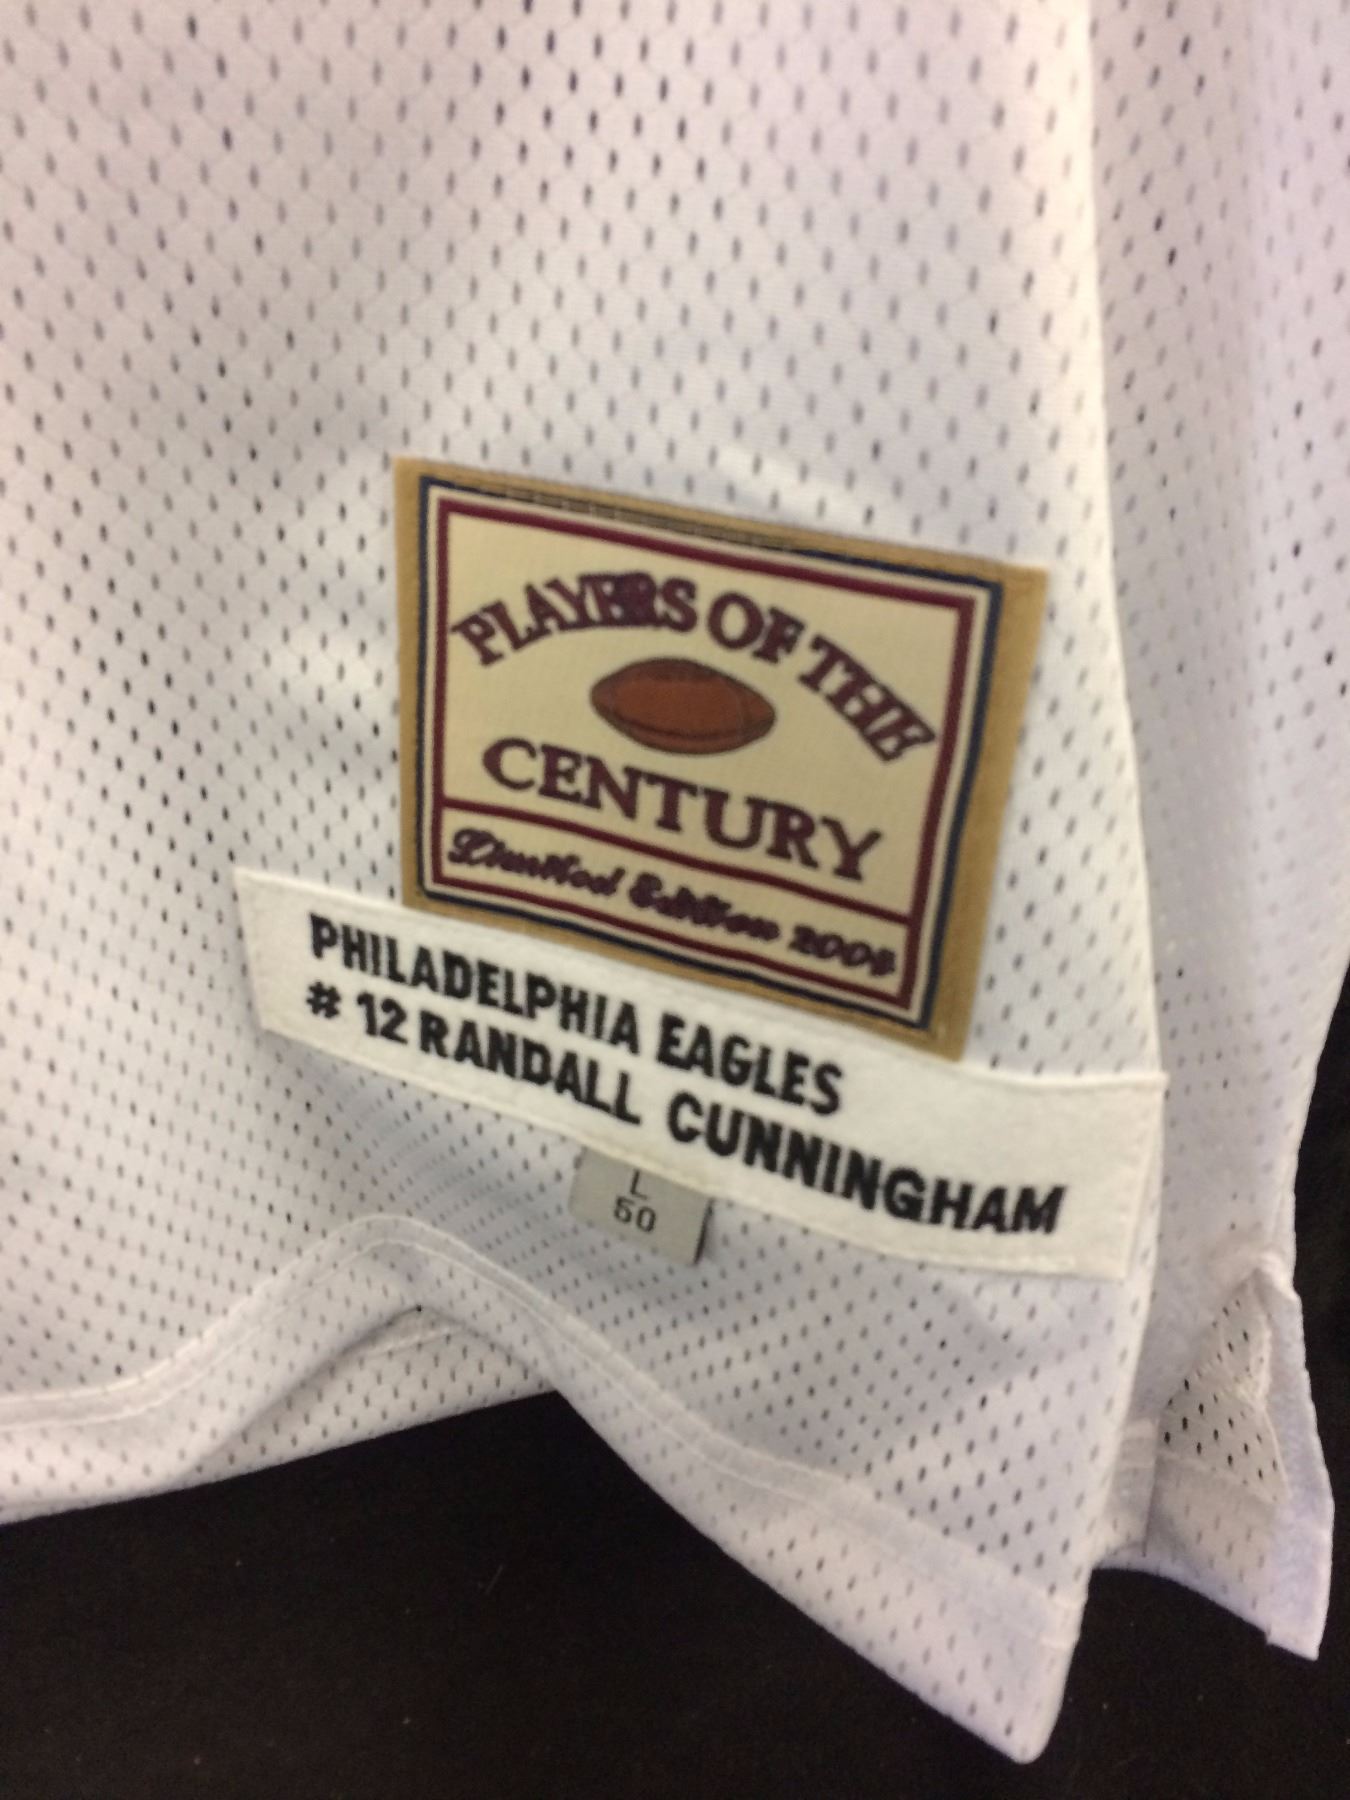 PLAYERS OF THE
CENTURY
Limited Edition
PHILADELPHIA EAGLES
# 12 RANDALL CUNNINGHAM
L
50